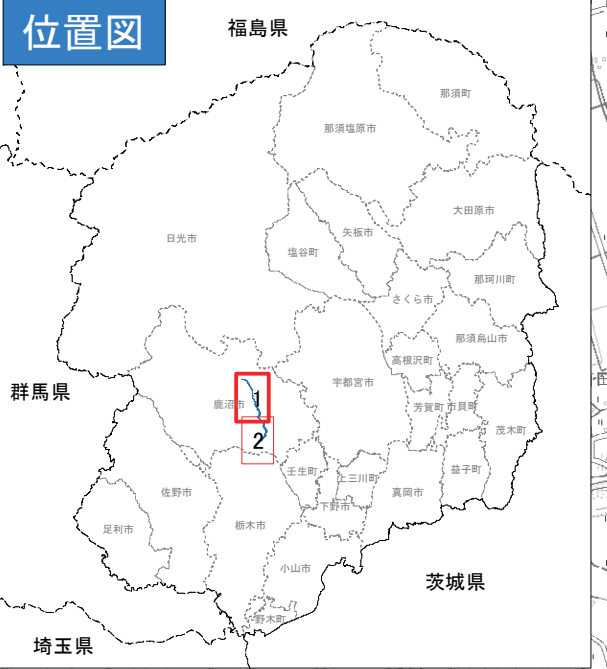 位置図
福島県
那須町
那須塩原市
大田原市
日光市
矢板市
塩谷町
那珂川町
さくら市
那須烏山市
高根沢町
群馬県
宇都宮市
鹿沼市
1
芳賀町
市貝町
茂木町
2
壬生町
上三川町
益子町
佐野市
真岡市
下野市
栃木市
足利市
小山市
茨城県
野木町
埼玉県